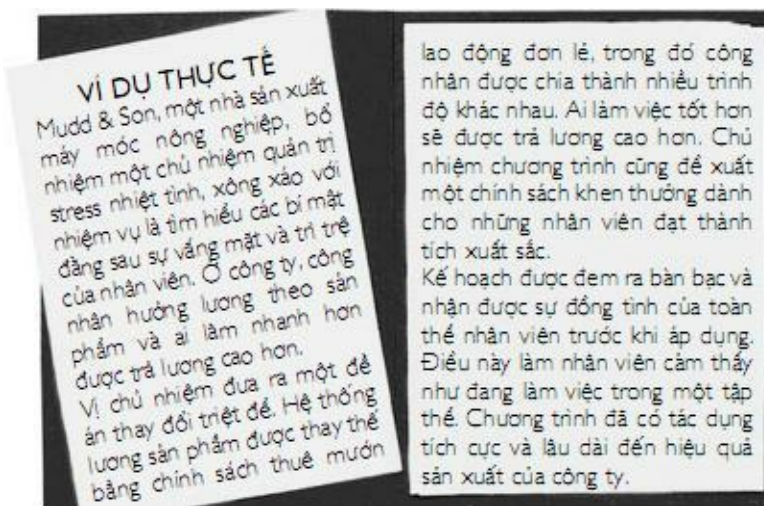 VÍ DỤ THỰC TẾ
Mudd & Son, một nhà sản xuất
máy móc nông nghiệp, bổ
nhiệm một chủ nhiệm quản trị
stress nhiệt tình, xông xáo với
nhiệm vụ là tìm hiểu các bí mật
đằng sau sự vắng mặt và trì trệ
của nhân viên. Ở công ty, công
nhân hưởng lương theo sản
phẩm và ai làm nhanh hơn
được trả lương cao hơn.
Vị chủ nhiệm đưa ra một đề
án thay đổi triệt để. Hệ thống
lương sản phẩm được thay thế
bằng chính sách thuê mướn
lao động đơn lẻ, trong đó công
nhân được chia thành nhiều trình
độ khác nhau. Ai làm việc tốt hơn
sẽ được trả lương cao hơn. Chủ
nhiệm chương trình cũng đề xuất
một chính sách khen thưởng dành
cho những nhân viên đạt thành
tích xuất sắc.
Kế hoạch được đem ra bàn bạc và
nhận được sự đồng tình của toàn
thể nhân viên trước khi áp dụng.
Điều này làm nhân viên cảm thấy
như đang làm việc trong một tập
thể. Chương trình đã có tác dụng
tích cực và lâu dài đến hiệu quả
sản xuất của công ty.